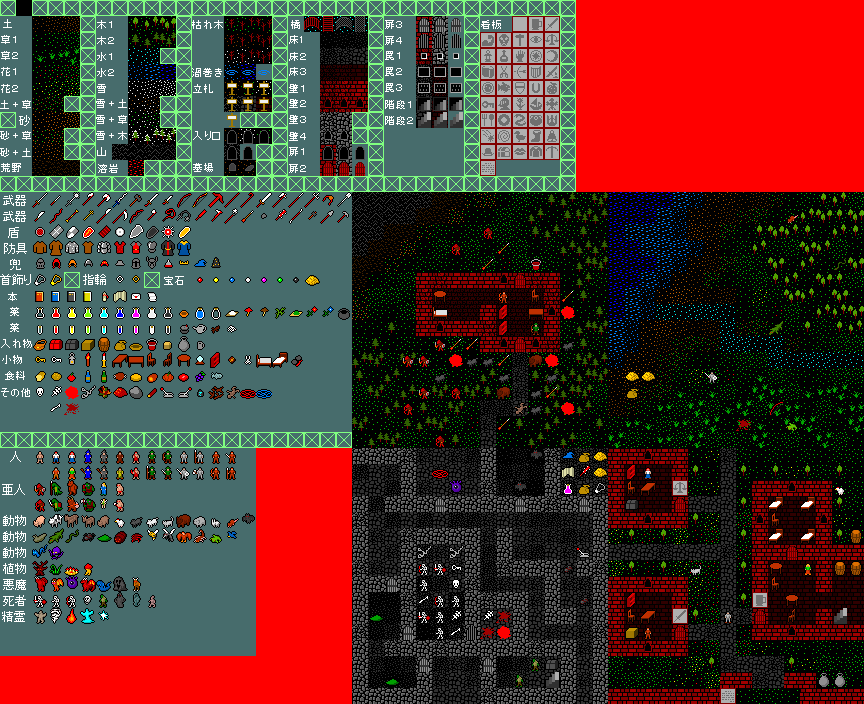 土
草1
草2
花1
花2
土+草
砂
砂+草
砂+土
荒野
木1
木2
水1
水2
雪
雪+土
雪+草
雪+木
山
溶岩
枯れ木
渦巻き
立札
入り口
墓場
橋
床1
床2
床3
壁1
壁2
壁3
壁4
扉1
扉2
扉3
扉4
罠1
罠2
罠3
階段1
階段2
看板
武器
武器
盾
防具
兜
首飾り 指輪 宝石
本
薬
薬
入れ物
小物
食料
その他
人
亜人
動物
動物
動物
植物
悪魔
死者
精霊